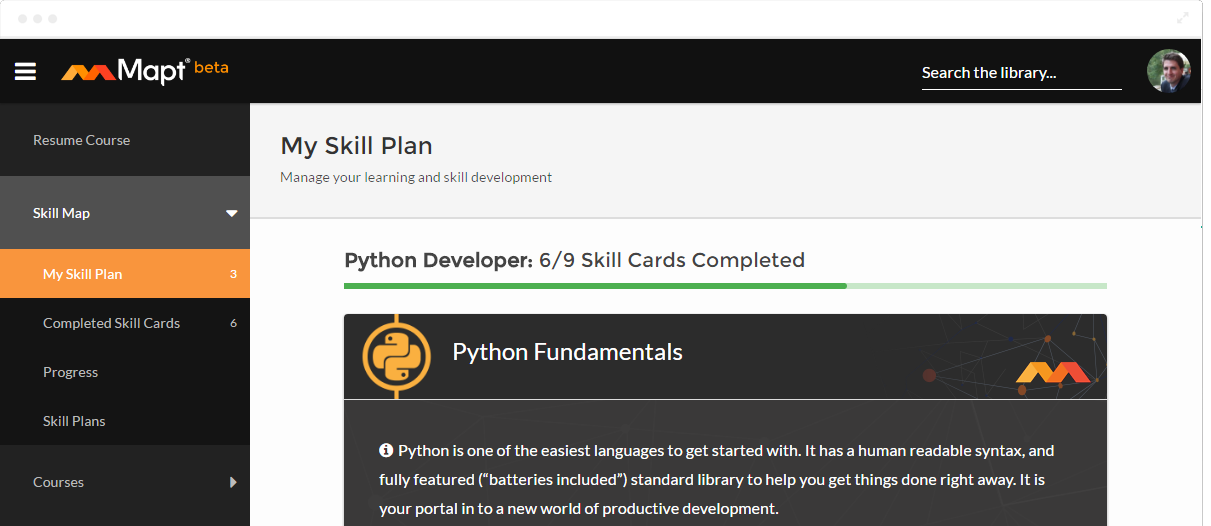 Mapt® beta
Search the library...
Resume Course
Skill Map
My Skill Plan 3
Completed Skill Cards 6
Progress
Skill Plans
Courses
My Skill Plan
Manage your learning and skill development
Python Developer: 6/9 Skill Cards Completed
Python Fundamentals
Python is one of the easiest languages to get started with. It has a human readable syntax, and
fully featured (“batteries included”) standard library to help you get things done right away. It is
your portal in to a new world of productive development.